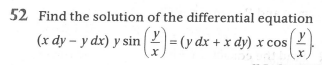 52 Find the solution of the differential equation
(x dy – y dx) y sin (y/x) = (y dx + x dy) x cos (y/x).